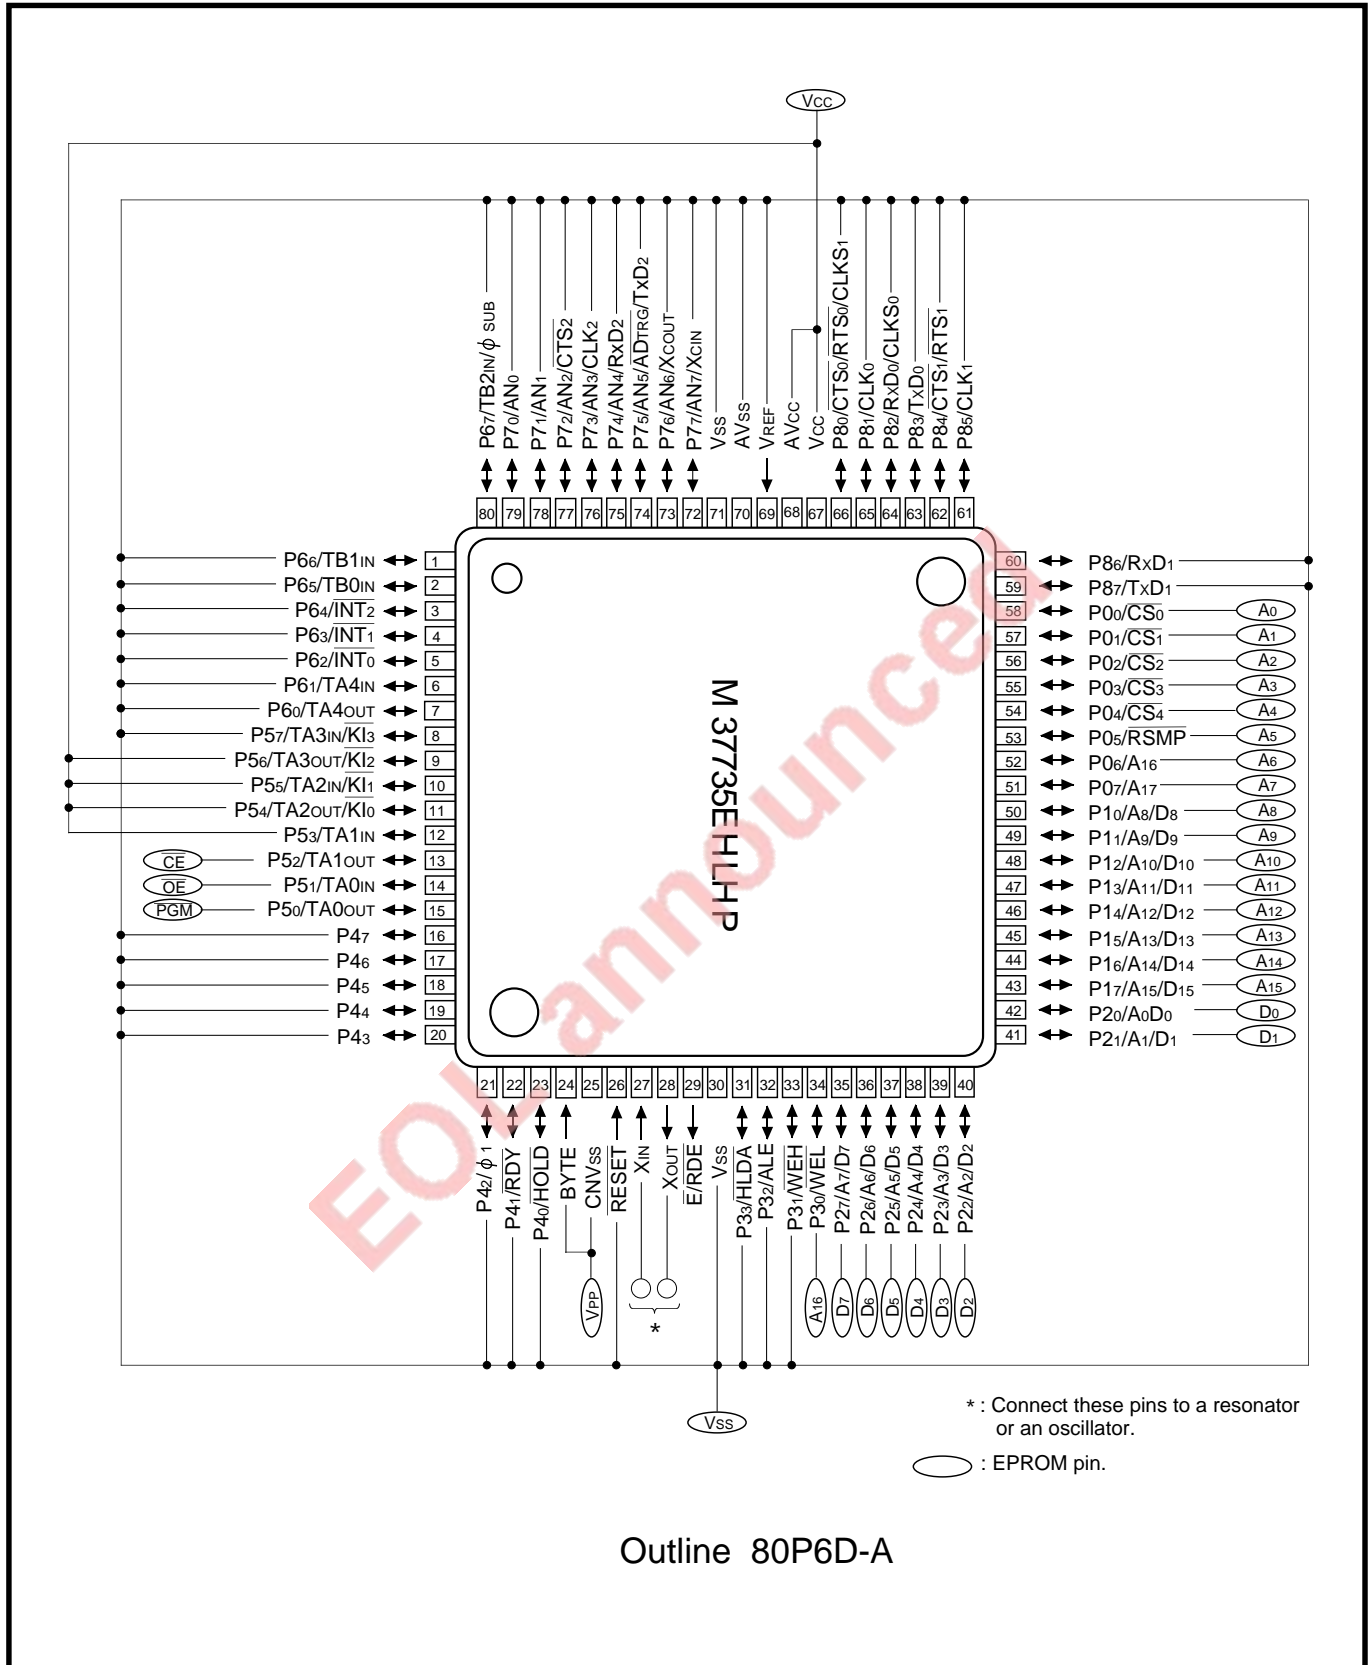 VCC
P67/TB2IN/ϕ SUB
P70/AN0
P71/AN1
P72/AN2/CTS2
P73/AN3/CLK2
P74/AN4/RxD2
P75/AN5/ADTRG/TxD2
P76/AN6/XCOUT
P77/AN7/XCIN
VSS
AVSS
VREF
AVCC
VCC
P80/CTS0/RTS0/CLKS1
P81/CLK0
P82/RxD0/CLKS0
P83/TxD0
P84/CTS1/RTS1
P85/CLK1
80 79 78 77 76 75 74 73 72 71 70 69 68 67 66 65 64 63 62 61
P66/TB1IN 1
P65/TB0IN 2
P64/INT2 3
P63/INT1 4
P62/INT0 5
P61/TA4IN 6
P60/TA4OUT 7
P57/TA3IN/KI3 8
P56/TA3OUT/KI2 9
P55/TA2IN/KI1 10
P54/TA2OUT/KI0 11
P53/TA1IN 12
CE P52/TA1OUT 13
OE P51/TA0IN 14
PGM P50/TA0OUT 15
P47 16
P46 17
P45 18
P44 19
P43 20
M 37735EHLHP
EOL announced
60 P86/RxD1
59 P87/TxD1
58 P00/CS0 A0
57 P01/CS1 A1
56 P02/CS2 A2
55 P03/CS3 A3
54 P04/CS4 A4
53 P05/RSMP A5
52 P06/A16 A6
51 P07/A17 A7
50 P10/A8/D8 A8
49 P11/A9/D9 A9
48 P12/A10/D10 A10
47 P13/A11/D11 A11
46 P14/A12/D12 A12
45 P15/A13/D13 A13
44 P16/A14/D14 A14
43 P17/A15/D15 A15
42 P20/A0D0 D0
41 P21/A1/D1 D1
21 22 23 24 25 26 27 28 29 30 31 32 33 34 35 36 37 38 39 40
P42/ϕ 1
P41/RDY
P40/HOLD
BYTE
CNVSS
RESET
XIN
XOUT
E/RDE
VSS
P33/HLDA
P32/ALE
P31/WEH
P30/WEL
P27/A7/D7
P26/A6/D6
P25/A5/D5
P24/A4/D4
P23/A3/D3
P22/A2/D2
VPP
*
A16
D7
D6
D5
D4
D3
D2
VSS
* : Connect these pins to a resonator
or an oscillator.
: EPROM pin.
Outline 80P6D-A